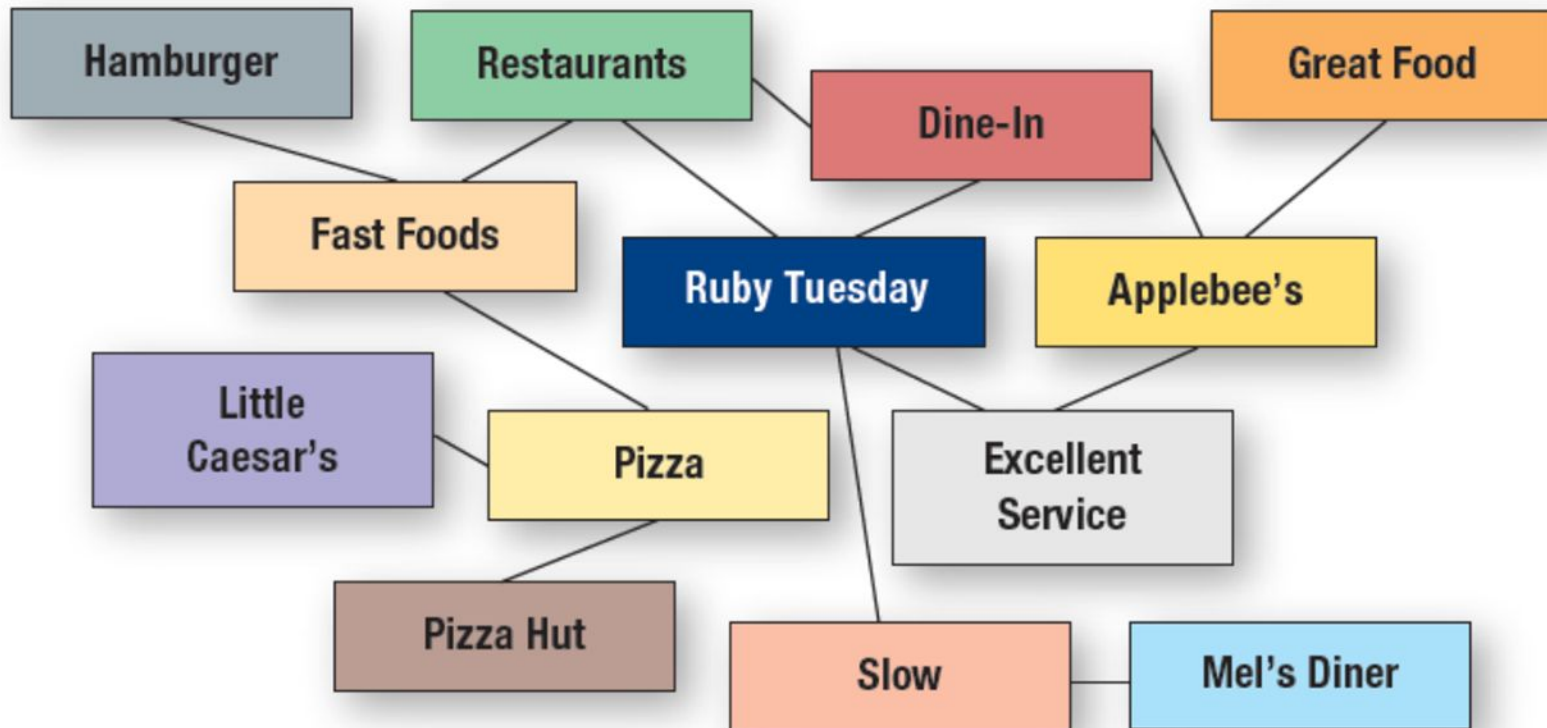 Hamburger
Restaurants
Great Food
Dine-In
Fast Foods
Ruby Tuesday
Applebee’s
Little
Caesar’s
Pizza
Excellent
Service
Pizza Hut
Slow
Mel’s Diner